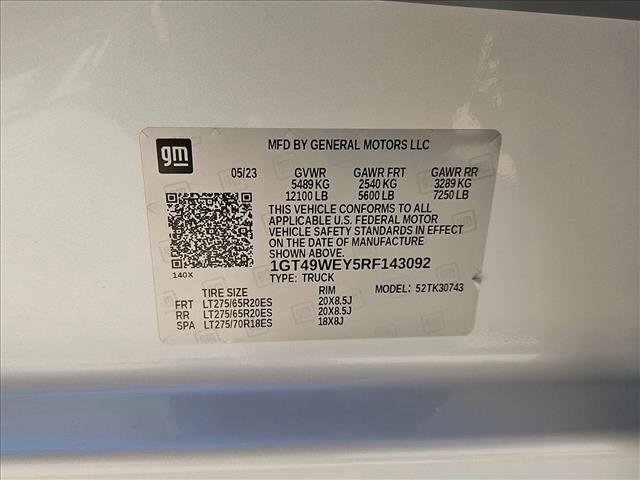 gm
MFD BY GENERAL MOTORS LLC
05/23 GVWR GAWR FRT GAWR RR
5489 KG 2540 KG 3289 KG
12100 LB 5600 LB 7250 LB
THIS VEHICLE CONFORMS TO ALL
APPLICABLE U.S. FEDERAL MOTOR
VEHICLE SAFETY STANDARDS IN EFFECT
ON THE DATE OF MANUFACTURE
SHOWN ABOVE.
140X
1GT49WEY5RF143092
TYPE: TRUCK MODEL: 52TK30743
TIRE SIZE RIM
FRT LT275/65R20ES 20X8.5J
RR LT275/65R20ES 20X8.5J
SPA LT275/70R18ES 18X8J